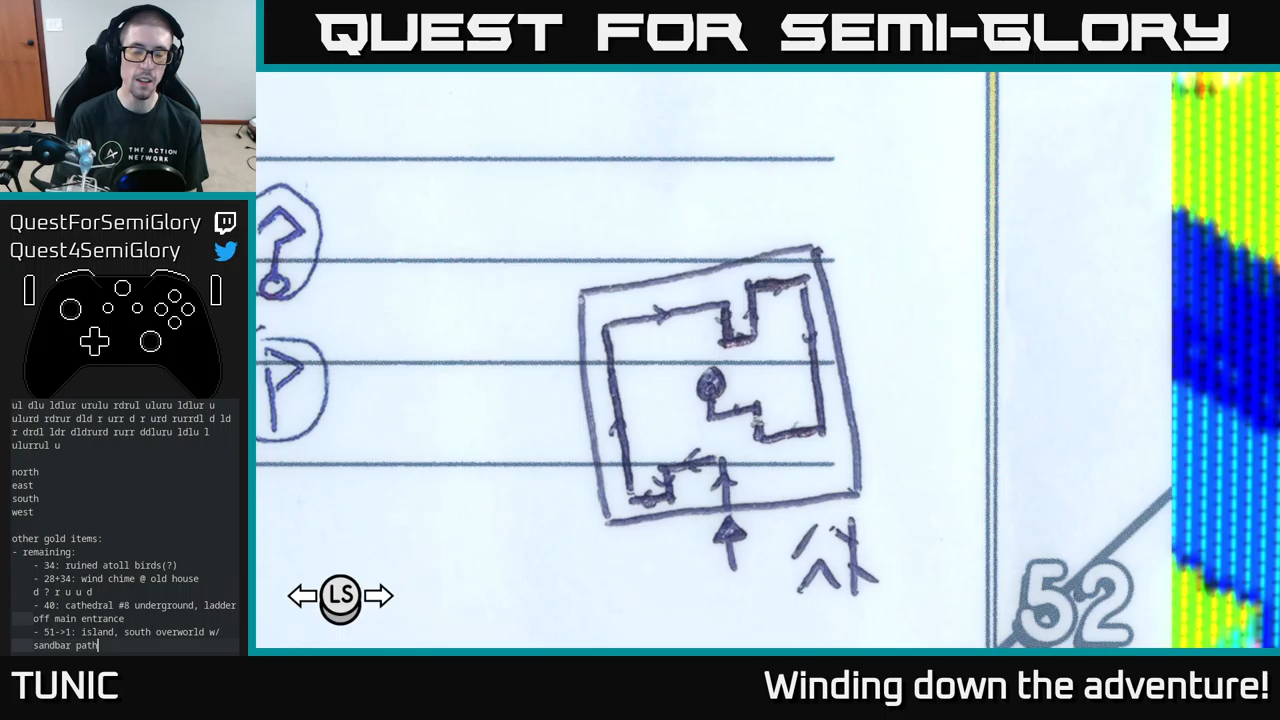 QUEST FOR SEMI-GLORY
THE ACTION
NETWORK
QuestForSemiGlory
Quest4SemiGlory
ul dlu ldlur urulu rdrul uluru ldlur u
ulurd rdrur dld r urr d r urd rurrdl d ld
r drdl ldr dldrurd rurr ddluru ldlu l
ulurrul u
north
east
south
west
other gold items:
- remaining:
- 34: ruined atoll birds(?)
- 28+34: wind chime @ old house
d ? r u u d
- 40: cathedral #8 underground, ladder
off main entrance
- 51->1: island, south overworld w/
sandbar path
?
P
LS
52
TUNIC
Winding down the adventure!